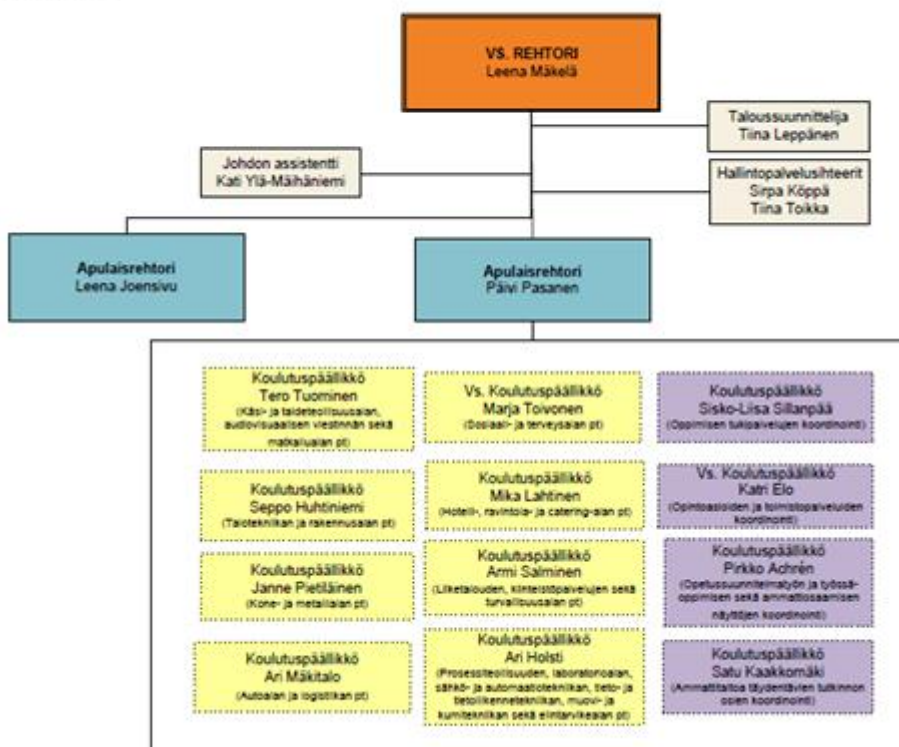 VS. REHTORI
Leena Mäkelä
Taloussuunnittelija
Tiina Leppänen
Johdon assistentti
Kati Ylä-Mäihäniemi
Hallintopalvelusihteerit
Sirpa Köppä
Tiina Toikka
Apulaisrehtori
Leena Joensivu
Apulaisrehtori
Päivi Pasanen
Koulutuspäällikkö
Tero Tuominen
(Käsi- ja taideteollisuusalan,
audiovisuaalisen viestinnän sekä
matkailualan pt)
Vs. Koulutuspäällikkö
Marja Toivonen
(Sosiaali- ja terveysalan pt)
Koulutuspäällikkö
Sisko-Liisa Sillanpää
(Oppimisen tukipalvelujen koordinointi)
Koulutuspäällikkö
Seppo Huhtiniemi
(Talotekniikan ja rakennusalan pt)
Koulutuspäällikkö
Mika Lahtinen
(Hotelli-, ravintola- ja catering-alan pt)
Vs. Koulutuspäällikkö
Katri Elo
(Opintoasioiden ja toimistopalveluiden
koordinointi)
Koulutuspäällikkö
Janne Pietiläinen
(Kone- ja metallialan pt)
Koulutuspäällikkö
Armi Salminen
(Liiketalouden, kiinteistöpalvelujen sekä
turvallisuusalan pt)
Koulutuspäällikkö
Pirkko Achrén
(Opetussuunnitelmatyön ja työssä-
oppimisen sekä ammattiosaamisen
näyttöjen koordinointi)
Koulutuspäällikkö
Ari Mäkitalo
(Autoalan ja logistiikan pt)
Koulutuspäällikkö
Ari Holsti
(Prosessiteollisuuden, laboratorioalan,
sähkö- ja automaatiotekniikan, tieto- ja
tietoliikennetekniikan, muovi- ja
kumitekniikan sekä elintarvikealan pt)
Koulutuspäällikkö
Satu Kaakkomäki
(Ammattitaitoa täydentävien tutkinnon
osien koordinointi)